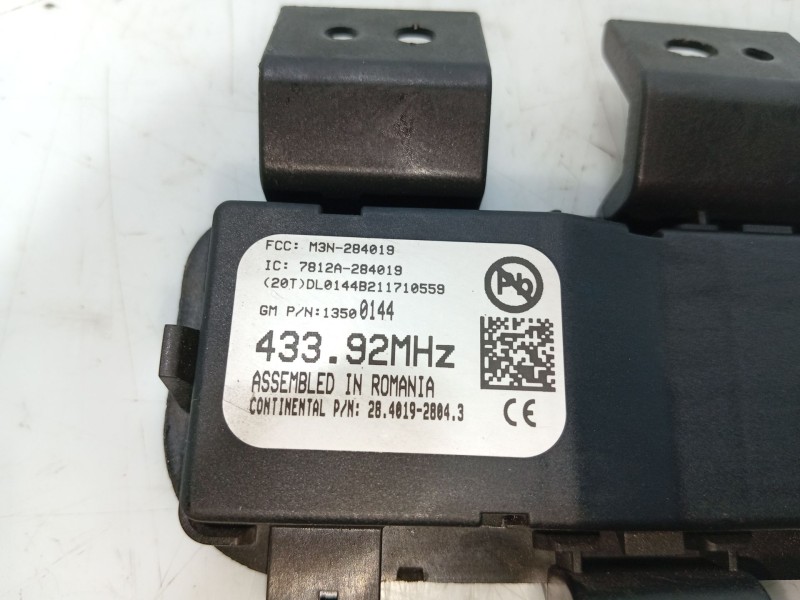 FCC: M3N-284019
IC: 7812A-284019
(20T)DL0144B211710559
GM P/N:13500144
433.92MHz
ASSEMBLED IN ROMANIA
CONTINENTAL P/N: 28.4019-2804.3
Pb
CE